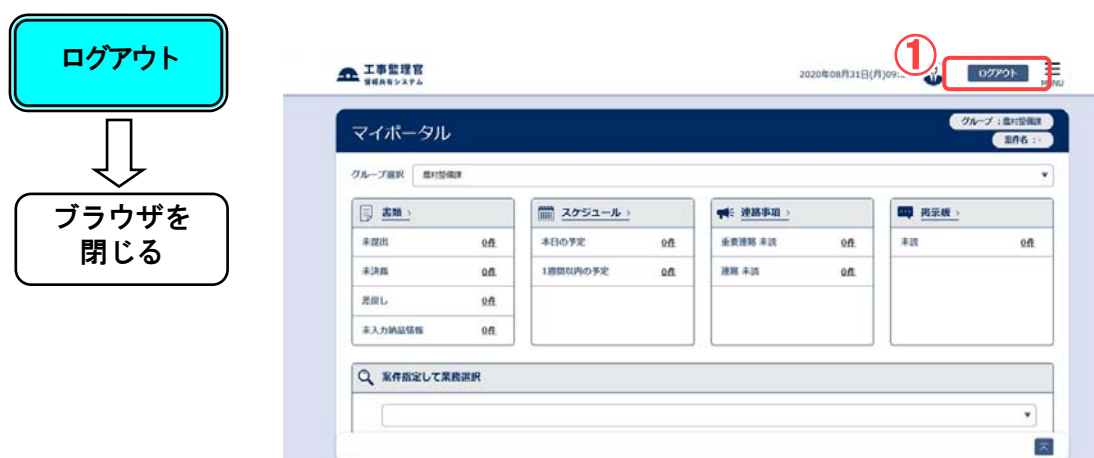 ログアウト
ブラウザを
閉じる
①
工事監理官
情報共有システム
2020年08月31日(月)09:
ログアウト
MENU
マイポータル
グループ：農村整備課
案件名：-
グループ選択 農村整備課
書類 >
未提出 0件
未決裁 0件
差戻し 0件
未入力納品情報 0件
スケジュール >
本日の予定 0件
1週間以内の予定 0件
連絡事項 >
重要連絡 未読 0件
連絡 未読 0件
掲示板 >
未読 0件
案件指定して業務選択